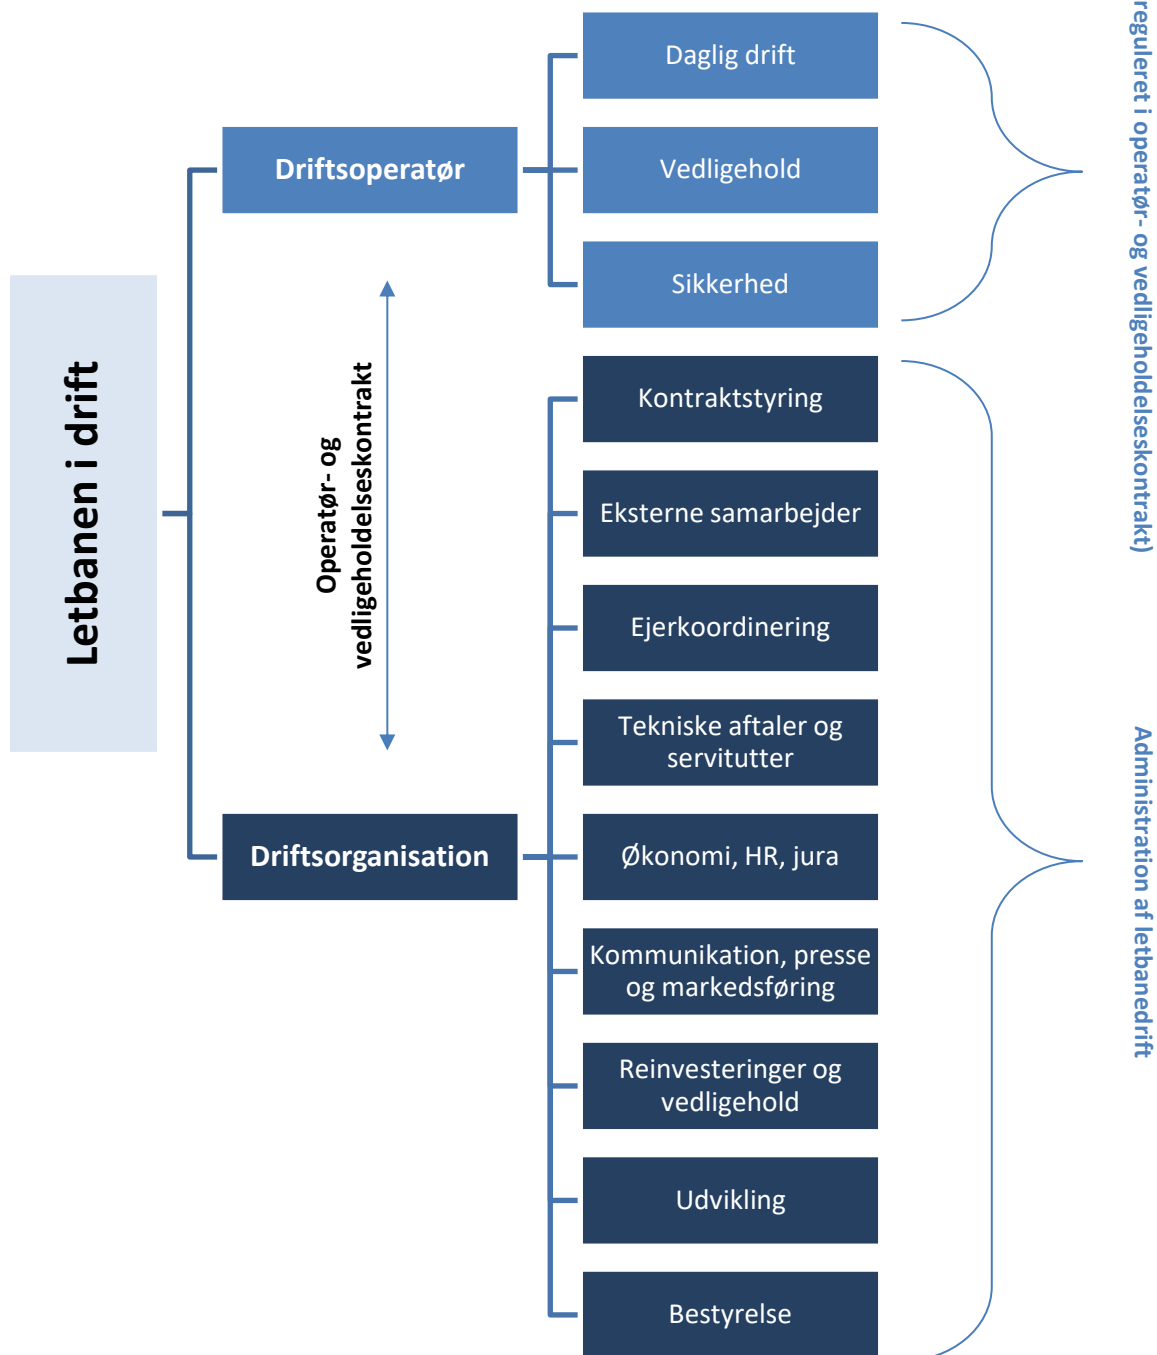 Letbanen i drift
Driftsoperatør
Daglig drift
Vedligehold
Sikkerhed
reguleret i operatør- og vedligeholdelseskontrakt)
Operatør- og
vedligeholdelseskontrakt
Driftsorganisation
Kontraktstyring
Eksterne samarbejder
Ejerkoordinering
Tekniske aftaler og
servitutter
Økonomi, HR, jura
Kommunikation, presse
og markedsføring
Reinvesteringer og
vedligehold
Udvikling
Bestyrelse
Administration af letbanedrift